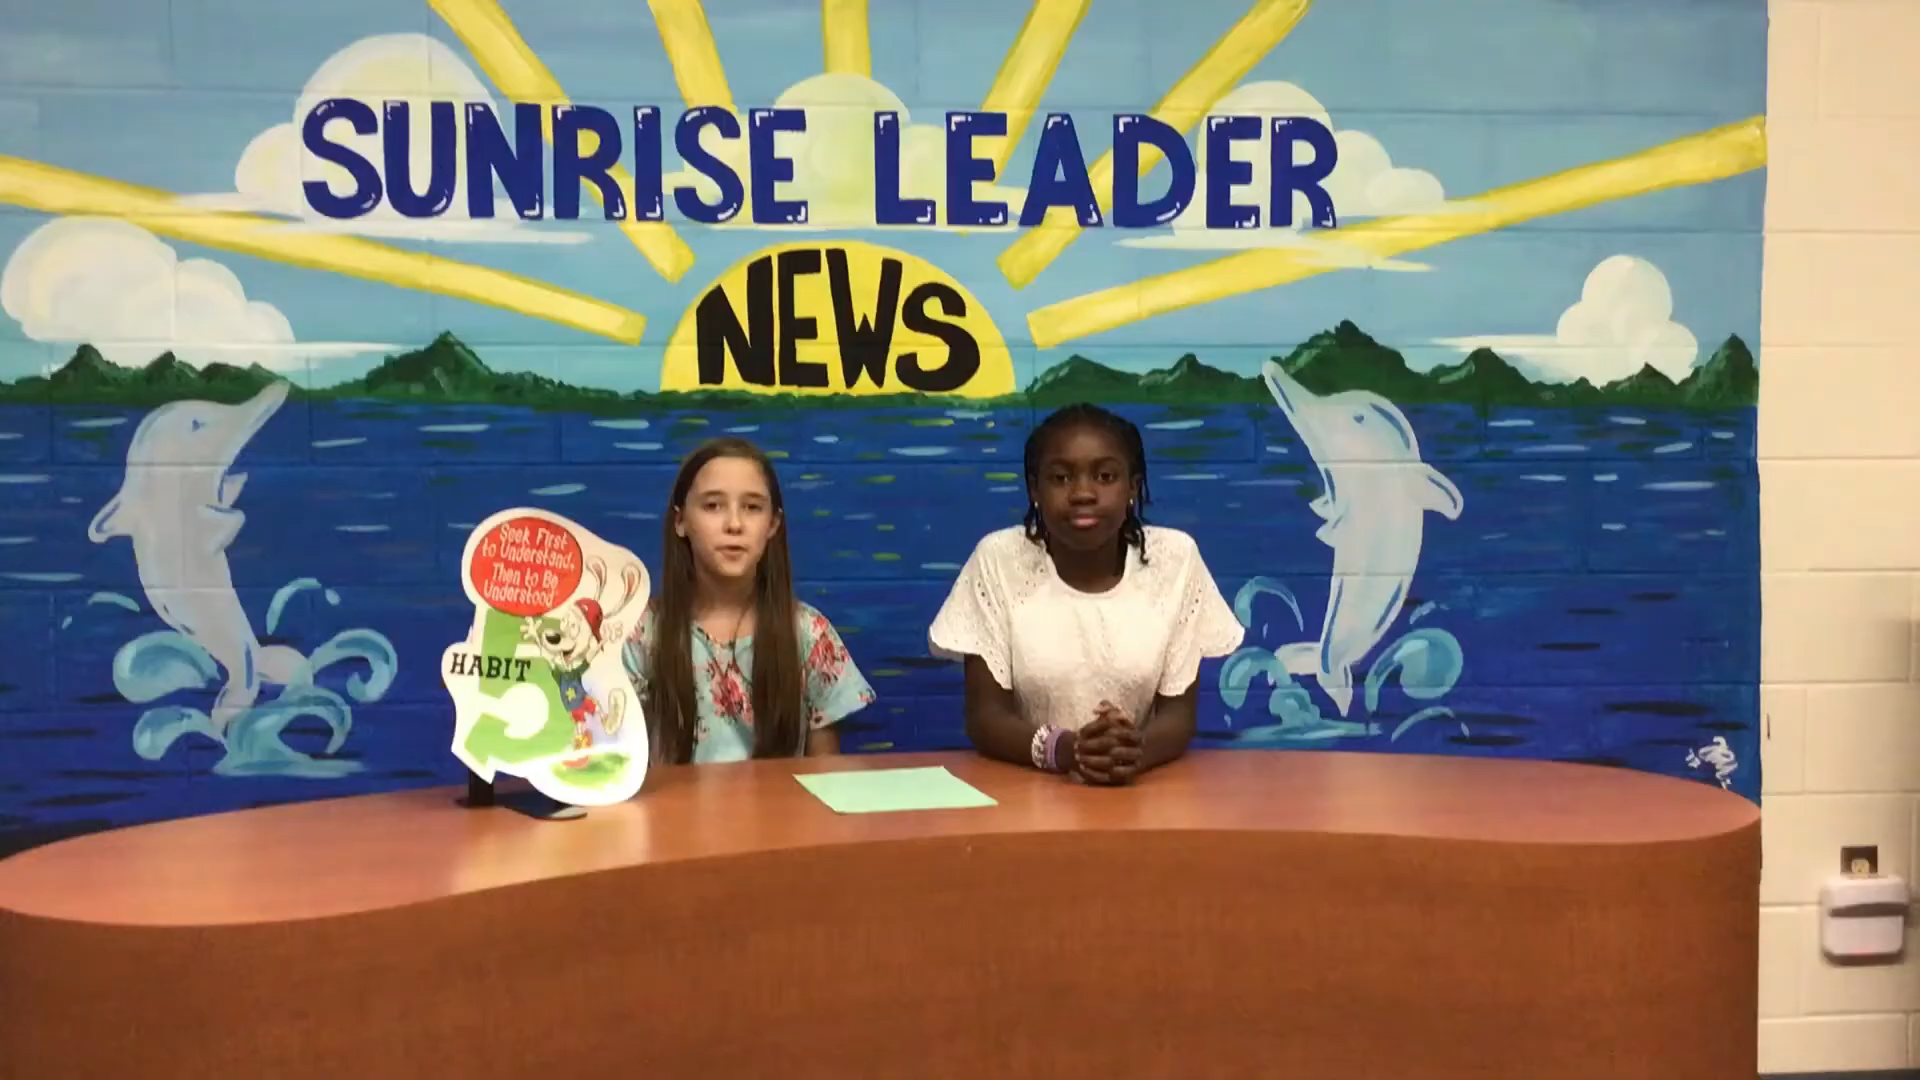 SUNRISE LEADER
NEWS
Seek First
to Understand,
Then to Be
Understood
HABIT
5